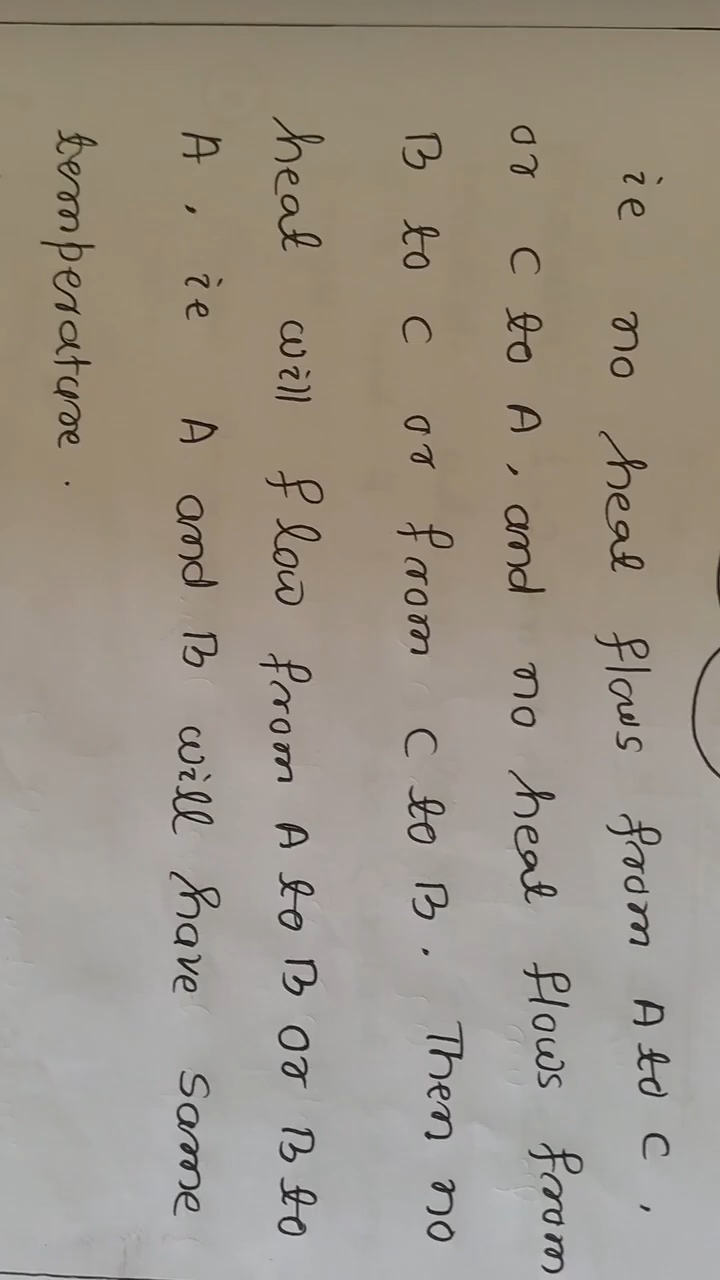 ie no heat flows from A to C,
or C to A, and no heat flows from
B to C or from C to B. Then no
heat will flow from A to B or B to
A, ie A and B will have same
temperature.